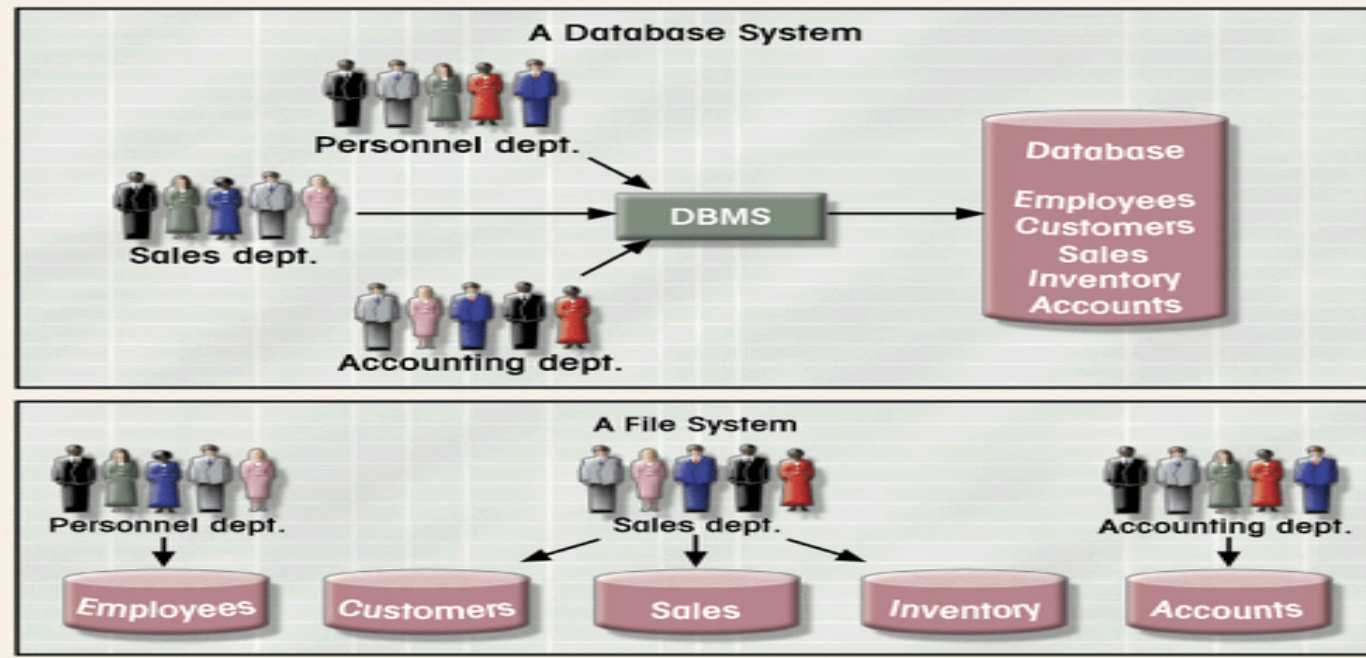 A Database System
Personnel dept.
Sales dept.
Accounting dept.
DBMS
Database
Employees
Customers
Sales
Inventory
Accounts
A File System
Personnel dept.
Sales dept.
Accounting dept.
Employees
Customers
Sales
Inventory
Accounts